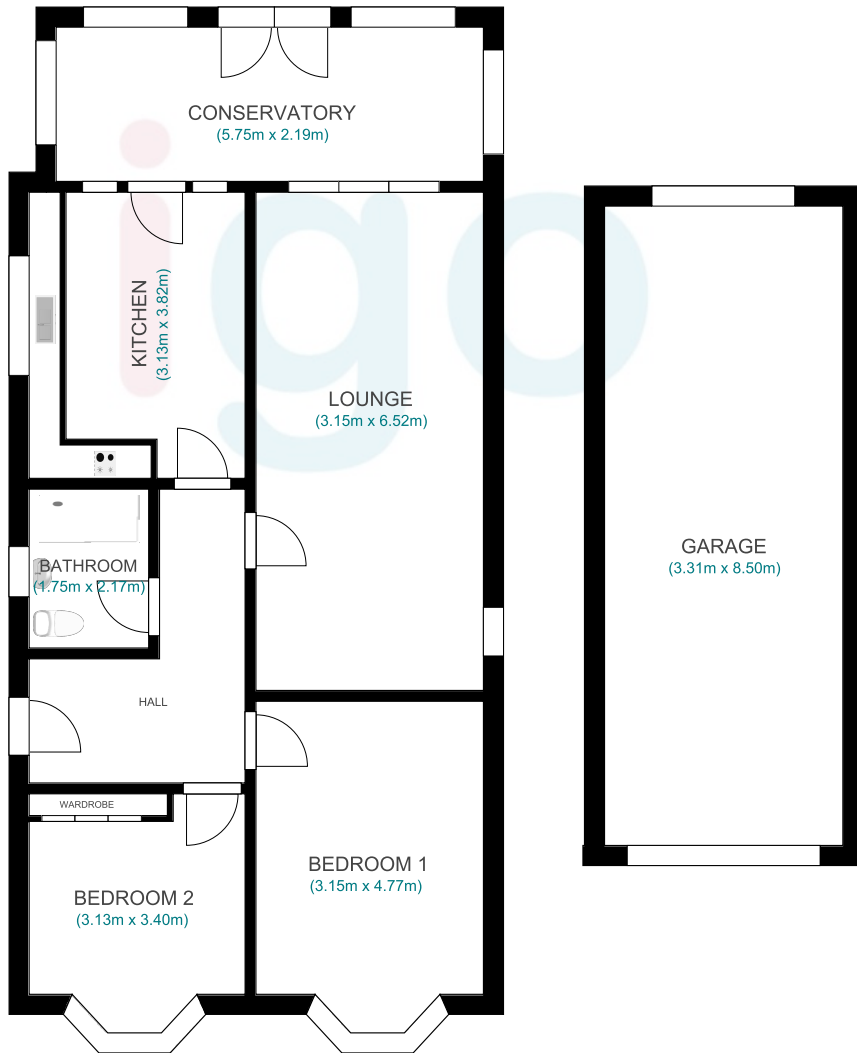 CONSERVATORY
(5.75m x 2.19m)
KITCHEN
(3.13m x 3.82m)
LOUNGE
(3.15m x 6.52m)
GARAGE
(3.31m x 8.50m)
BATHROOM
(1.75m x 2.17m)
HALL
WARDROBE
BEDROOM 1
(3.15m x 4.77m)
BEDROOM 2
(3.13m x 3.40m)
igo